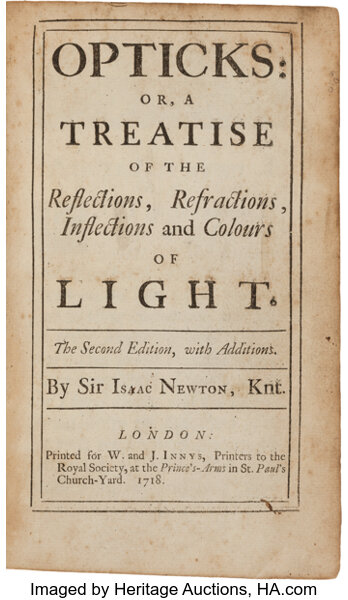 OPTICKS:
OR, A
TREATISE
OF THE
Reflections, Refractions,
Inflections and Colours
OF
LIGHT.
The Second Edition, with Additions.
By Sir ISAAC NEWTON, Knt.
LONDON:
Printed for W. and J. INNYS, Printers to the
Royal Society, at the Prince's-Arms in St. Paul's
Church-Yard. 1718.
Imaged by Heritage Auctions, HA.com